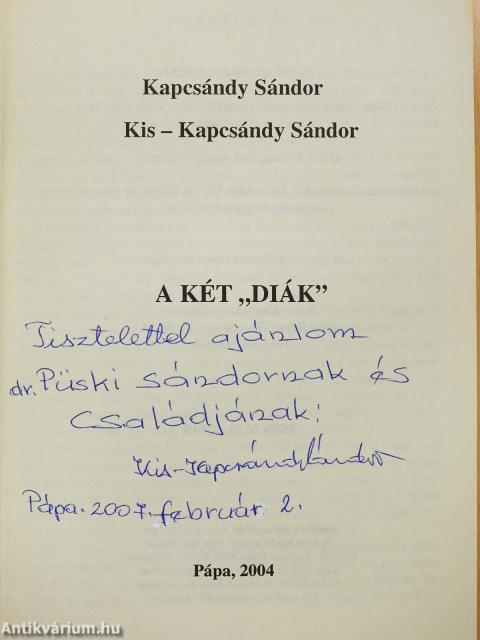 Kapcsándy Sándor
Kis – Kapcsándy Sándor
A KÉT „DIÁK”
Tisztelettel ajánlom
dr. Püski Sándornak és
Családjának:
Kis-Kapcsándy Sándor
Pápa. 2007. február 2.
Pápa, 2004
Antikvárium.hu